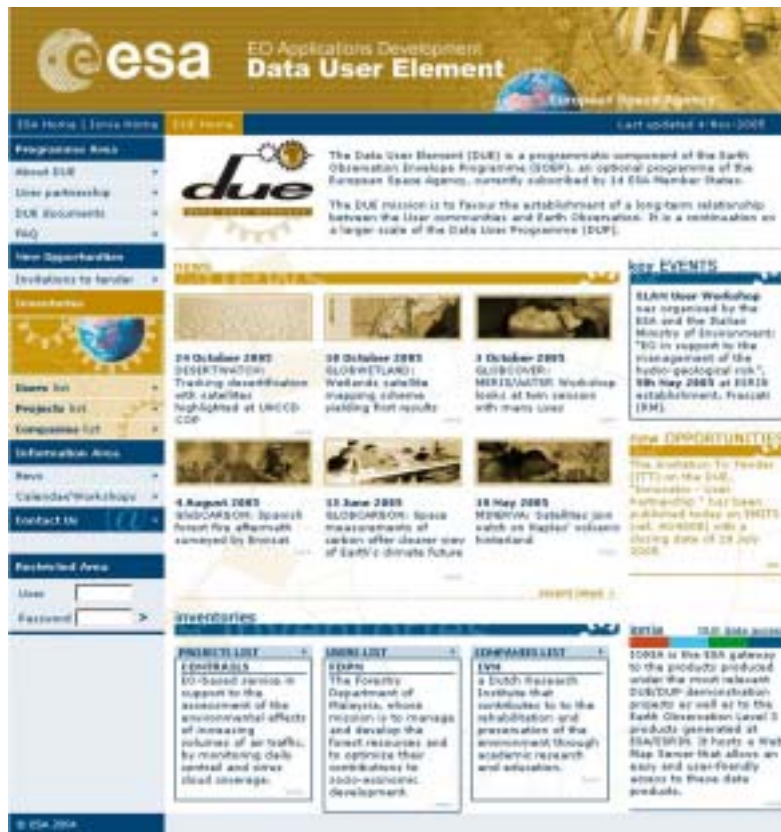 esa
EO Applications Development
Data User Element
European Space Agency
ESA Home | Ionia Home
DUE Home
Last updated 4-Nov-2005
Programme Area
About DUE
User partnership
DUE documents
FAQ
New Opportunities
Invitations to tender
Inventories
Users list
Projects list
Companies list
Information Area
News
Calendar/Workshops
Contact Us
Restricted Area
User
Password
© ESA 2004
due
DATA USER ELEMENT
The Data User Element (DUE) is a programmatic component of the Earth
Observation Envelope Programme (EOEP), an optional programme of the
European Space Agency, currently subscribed by 14 ESA Member States.
The DUE mission is to favour the establishment of a long-term relationship
between the User communities and Earth Observation. It is a continuation on
a larger scale of the Data User Programme (DUP).
news
24 October 2005
DESERTWATCH:
Tracking desertification
with satellites
highlighted at UNCCD
COP
10 October 2005
GLOBWETLAND:
Wetlands satellite
mapping scheme
yielding first results
3 October 2005
GLOBCOVER:
MERIS/AATSR Workshop
looks at twin sensors
with many uses
4 August 2005
GLOBCARBON: Spanish
forest fire aftermath
surveyed by Envisat
13 June 2005
GLOBCARBON: Space
measurements of
carbon offer clearer view
of Earth's climate future
19 May 2005
MINERVA: Satellites join
watch on Naples' volcanic
hinterland
key EVENTS
SLAM User Workshop
was organised by the
ESA and the Italian
Ministry of Environment:
"EO in support to the
management of the
hydro-geological risk",
5th May 2005 at ESRIN
establishment, Frascati
(RM).
new OPPORTUNITIES
The Invitation To Tender
(ITT) on the DUE,
"Innovative - User
Partnership" has been
published today on EMITS
with a
closing date of
2005
inventories
PROJECTS LIST
CONTRAILS
EO-based service in
support to the
assessment of the
environmental effects
of increasing
volumes of air traffic,
by monitoring daily
contrail and cirrus
cloud coverage.
USERS LIST
FDPM
The Forestry
Department of
Malaysia, whose
mission is to manage
and develop the
forest resources and
to optimize their
contributions to
socio-economic
development.
COMPANIES LIST
IVM
a Dutch Research
Institute that
contributes to to the
rehabilitation and
preservation of the
environment through
academic research
and education.
ionia
DUE data access
IONIA is the ESA gateway
to the products produced
under the most relevant
DUE/DUP demonstration
projects as well as to the
Earth Observation Level 3
products generated at
ESA/ESRIN. It hosts a Web
Map Server that allows an
easy and user-friendly
access to these data
products.